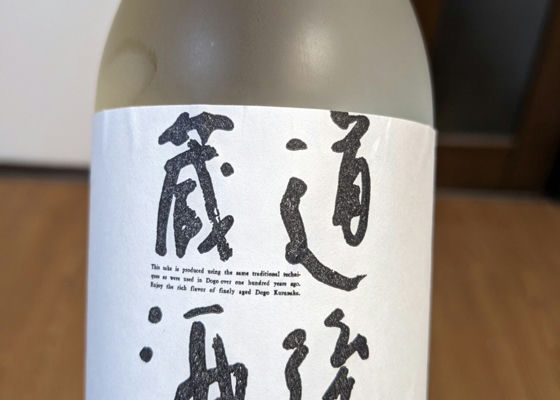 道後
蔵酒
This sake is produced using the same traditional techni-
ques as were used in Dogo over one hundred years ago.
Enjoy the rich flavor of finely aged Dogo Kurazake.